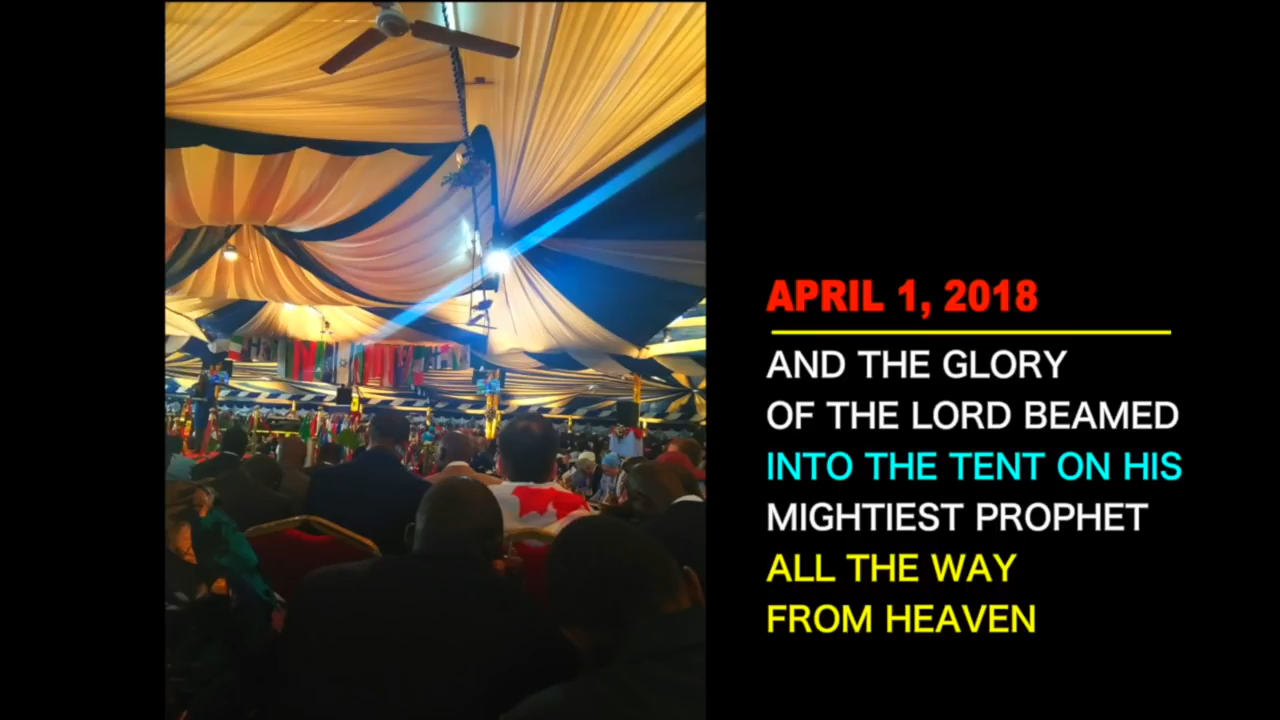 APRIL 1, 2018
AND THE GLORY
OF THE LORD BEAMED
INTO THE TENT ON HIS
MIGHTIEST PROPHET
ALL THE WAY
FROM HEAVEN